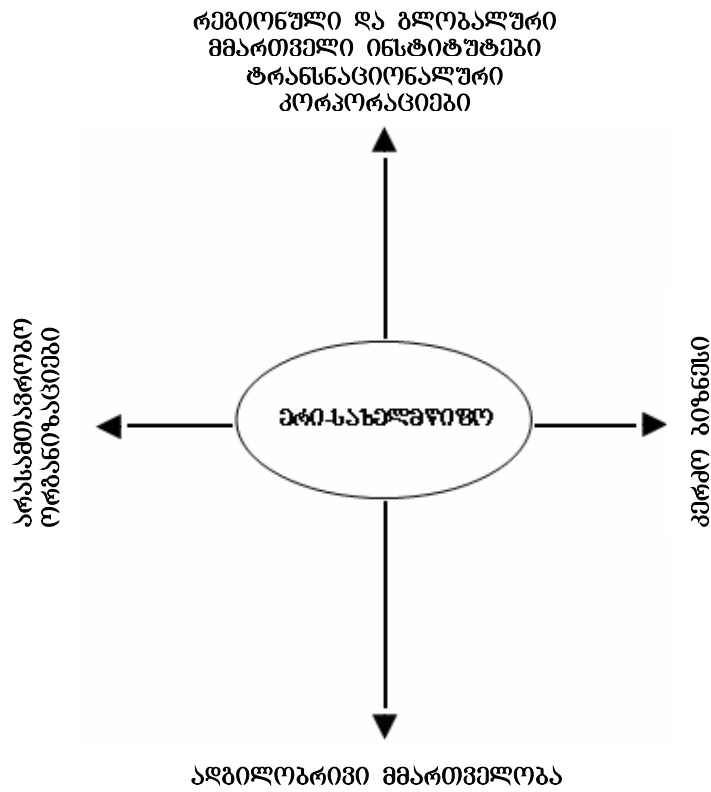 რეგიონული და გლობალური
მმართველი ინსტიტუტები
ტრანსნაციონალური
კორპორაციები
არასამთავრობო
ორგანიზაციები
ერი-სახელმწიფო
კერძო ბიზნესი
ადგილობრივი მმართველობა